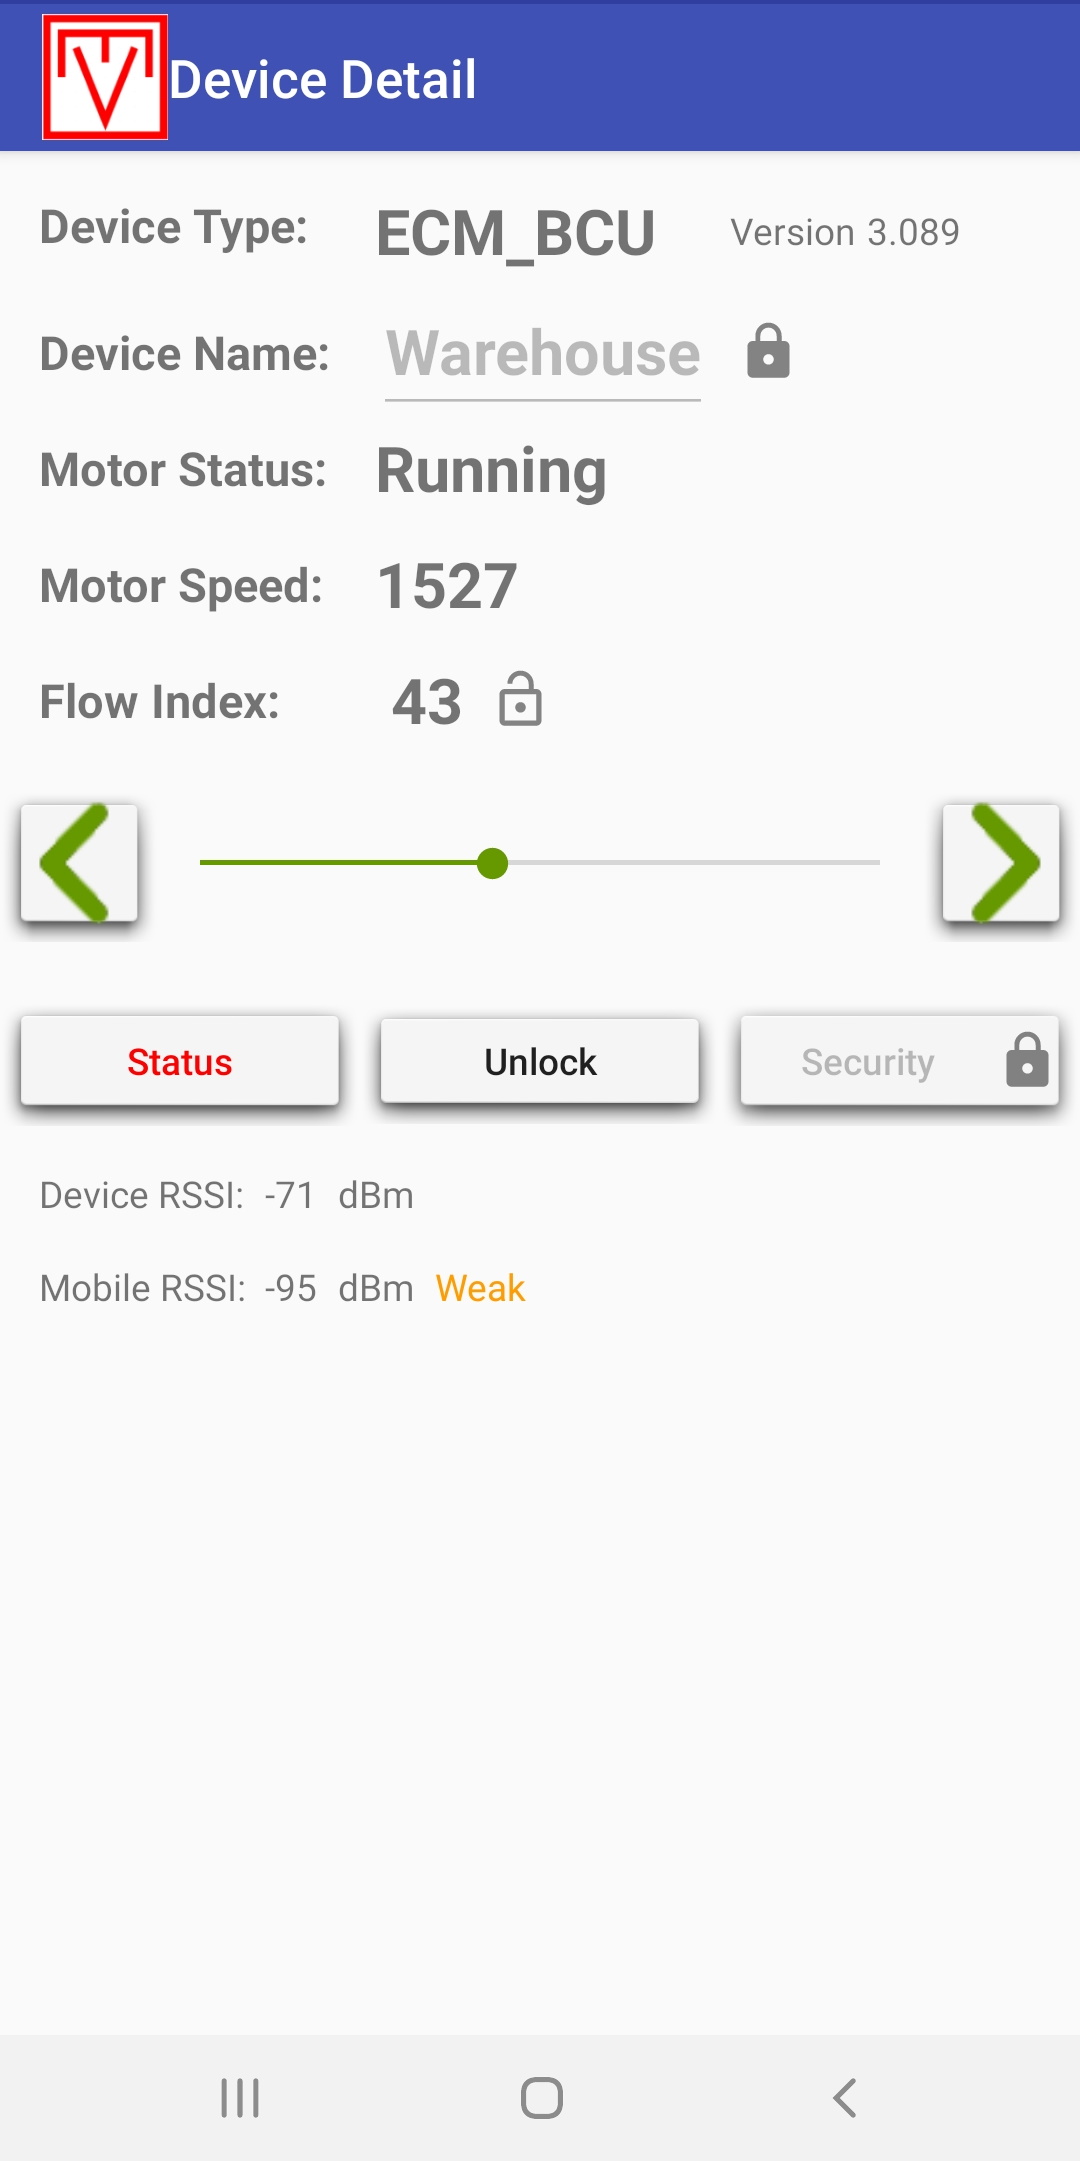 Device Detail
Device Type: ECM_BCU Version 3.089
Device Name: Warehouse
Motor Status: Running
Motor Speed: 1527
Flow Index: 43
Status Unlock Security
Device RSSI: -71 dBm
Mobile RSSI: -95 dBm Weak